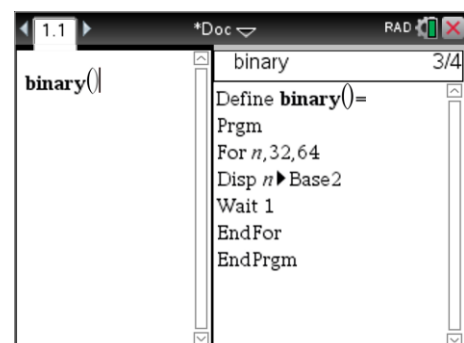 1.1 *Doc RAD
binary()
binary 3/4
Define binary()=
Prgm
For n,32,64
Disp n▶Base2
Wait 1
EndFor
EndPrgm